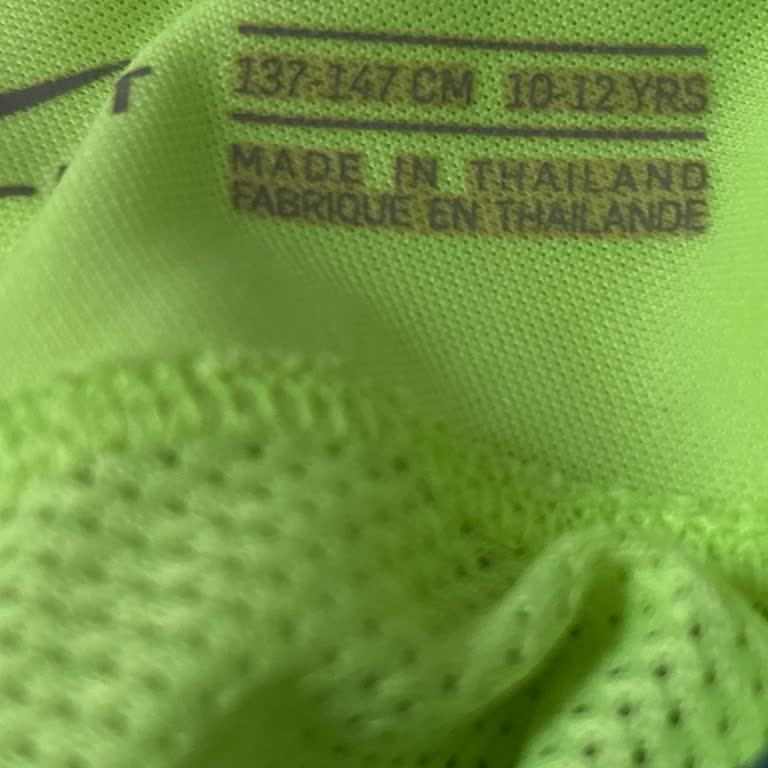 137-147 CM 10-12 YRS
MADE IN THAILAND
FABRIQUE EN THAILANDE